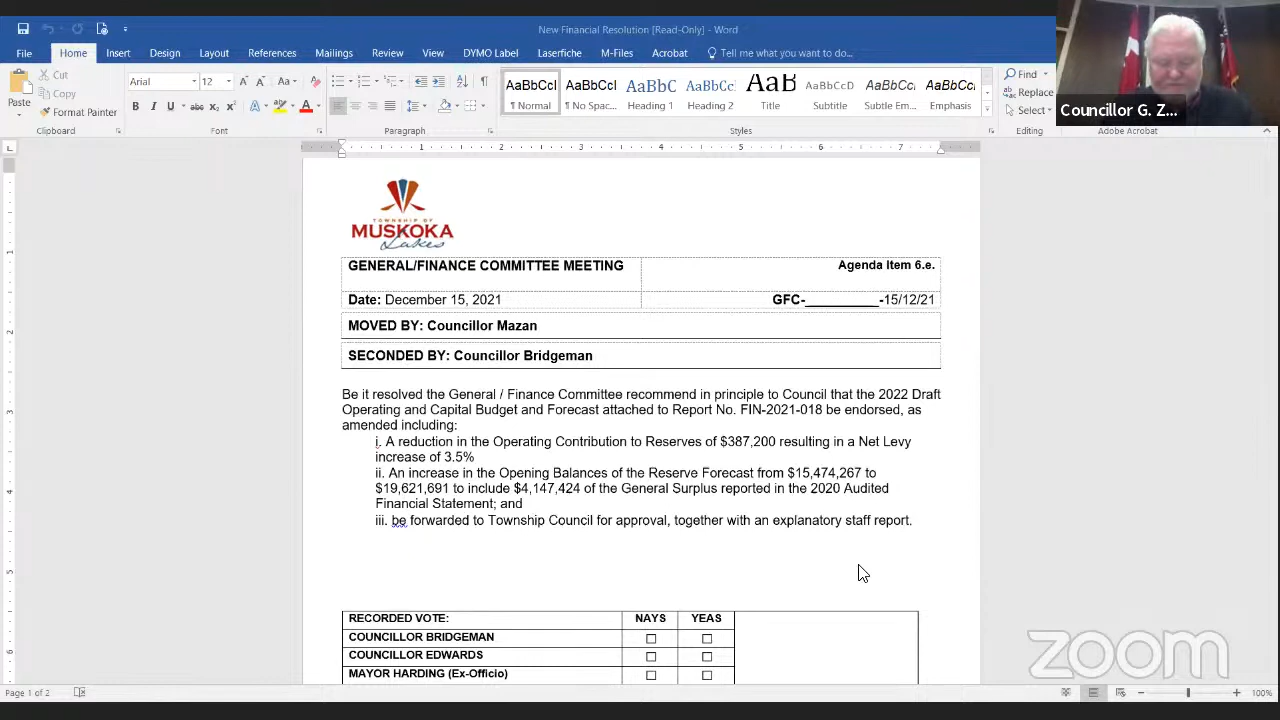 New Financial Resolution [Read-Only] - Word
File Home Insert Design Layout References Mailings Review View DYMO Label Laserfiche M-Files Acrobat Tell me what you want to do...
Paste
Cut
Copy
Format Painter
Clipboard
Arial 12
Font
Paragraph
AaBbCcI AaBbCcI AaBbC AaBbCc AaB AaBbCcD AaBbCcI AaBbCcI
¶ Normal ¶ No Spac... Heading 1 Heading 2 Title Subtitle Subtle Em... Emphasis
Styles
Find
Replace
Select
Editing
Adobe Acrobat
Councillor G. Z...
1 2 3 4 5 6 7
TOWNSHIP OF
MUSKOKA
Lakes
GENERAL/FINANCE COMMITTEE MEETING Agenda Item 6.e.
Date: December 15, 2021 GFC-__________-15/12/21
MOVED BY: Councillor Mazan
SECONDED BY: Councillor Bridgeman
Be it resolved the General / Finance Committee recommend in principle to Council that the 2022 Draft
Operating and Capital Budget and Forecast attached to Report No. FIN-2021-018 be endorsed, as
amended including:
i. A reduction in the Operating Contribution to Reserves of $387,200 resulting in a Net Levy
increase of 3.5%
ii. An increase in the Opening Balances of the Reserve Forecast from $15,474,267 to
$19,621,691 to include $4,147,424 of the General Surplus reported in the 2020 Audited
Financial Statement; and
iii. be forwarded to Township Council for approval, together with an explanatory staff report.
RECORDED VOTE: NAYS YEAS
COUNCILLOR BRIDGEMAN ☐ ☐
COUNCILLOR EDWARDS ☐ ☐
MAYOR HARDING (Ex-Officio) ☐ ☐
zoom
Page 1 of 2
100%